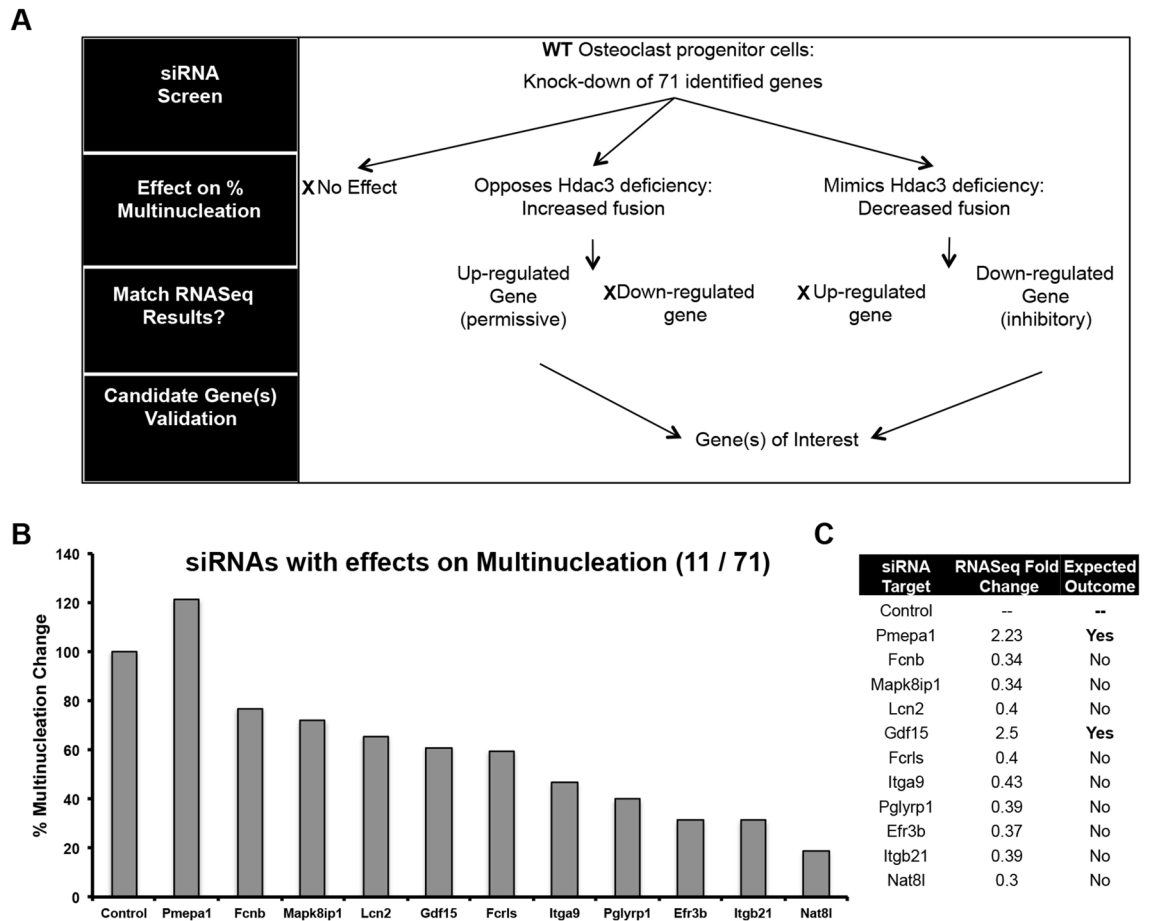 A
siRNA
Screen
WT Osteoclast progenitor cells:
Knock-down of 71 identified genes
Effect on %
Multinucleation
X No Effect
Opposes Hdac3 deficiency:
Increased fusion
Mimics Hdac3 deficiency:
Decreased fusion
Match RNASeq
Results?
Up-regulated
Gene
(permissive)
X Down-regulated
gene
X Up-regulated
gene
Down-regulated
Gene
(inhibitory)
Candidate Gene(s)
Validation
Gene(s) of Interest
B
siRNAs with effects on Multinucleation (11 / 71)
% Multinucleation Change
140
120
100
80
60
40
20
0
Control Pmepa1 Fcnb Mapk8ip1 Lcn2 Gdf15 Fcrls Itga9 Pglyrp1 Efr3b Itgb21 Nat8l
C
siRNA Target RNASeq Fold Change Expected Outcome
Control -- --
Pmepa1 2.23 Yes
Fcnb 0.34 No
Mapk8ip1 0.34 No
Lcn2 0.4 No
Gdf15 2.5 Yes
Fcrls 0.4 No
Itga9 0.43 No
Pglyrp1 0.39 No
Efr3b 0.37 No
Itgb21 0.39 No
Nat8l 0.3 No